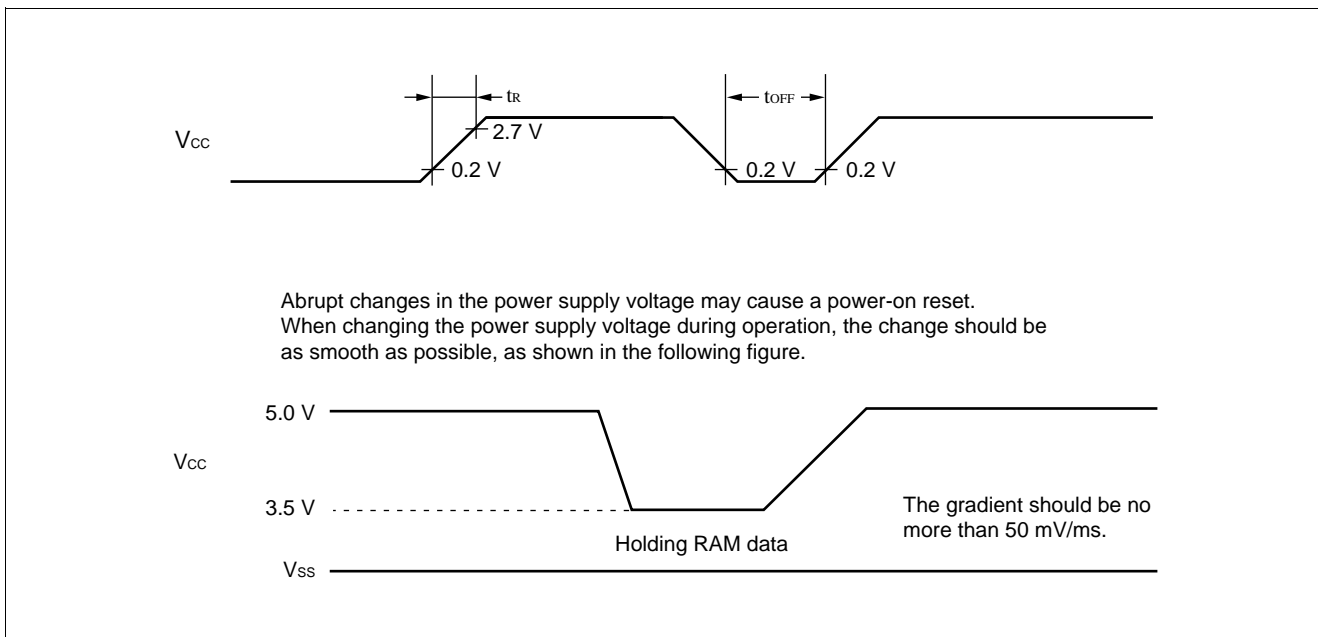 tR
tOFF
VCC
2.7 V
0.2 V
0.2 V
0.2 V
Abrupt changes in the power supply voltage may cause a power-on reset.
When changing the power supply voltage during operation, the change should be
as smooth as possible, as shown in the following figure.
5.0 V
VCC
3.5 V
The gradient should be no
more than 50 mV/ms.
Holding RAM data
VSS